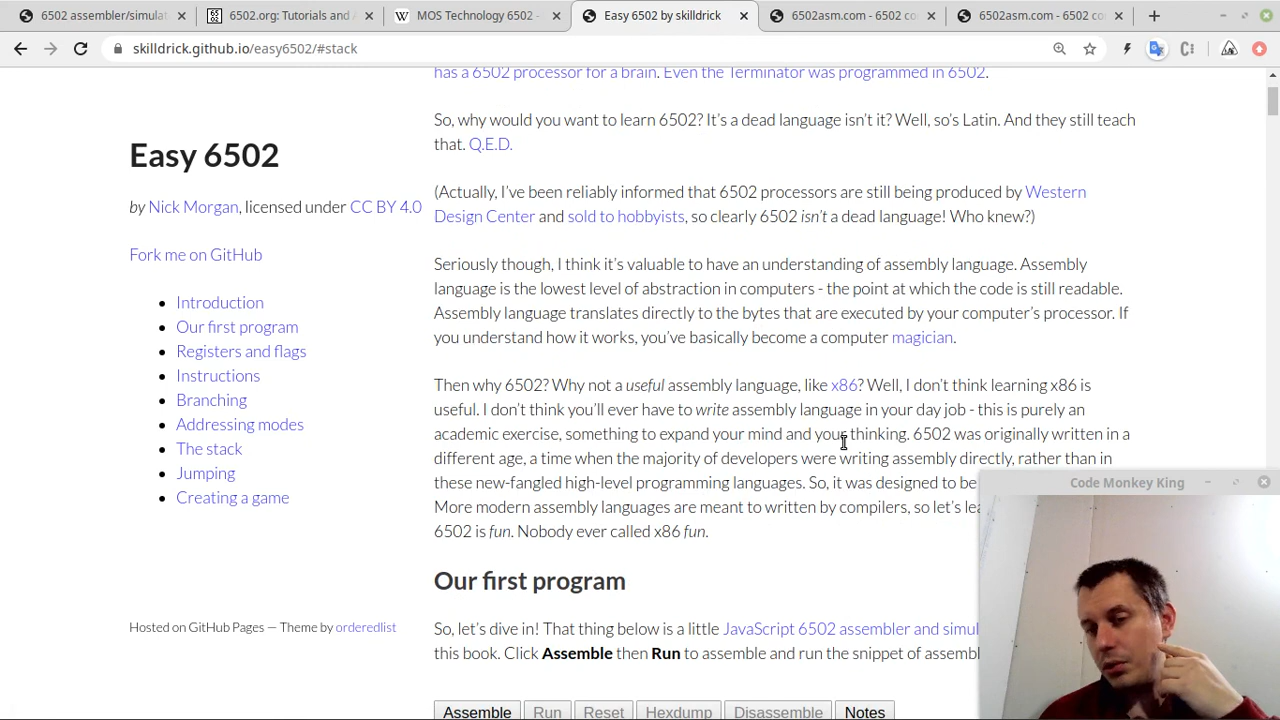 6502 assembler/simulat
6502.org: Tutorials and A
MOS Technology 6502 -
Easy 6502 by skilldrick
6502asm.com - 6502 co
6502asm.com - 6502 co
skilldrick.github.io/easy6502/#stack
has a 6502 processor for a brain. Even the Terminator was programmed in 6502.
So, why would you want to learn 6502? It's a dead language isn't it? Well, so's Latin. And they still teach
that. Q.E.D.
(Actually, I've been reliably informed that 6502 processors are still being produced by Western
Design Center and sold to hobbyists, so clearly 6502 isn't a dead language! Who knew?)
Seriously though, I think it's valuable to have an understanding of assembly language. Assembly
language is the lowest level of abstraction in computers - the point at which the code is still readable.
Assembly language translates directly to the bytes that are executed by your computer's processor. If
you understand how it works, you've basically become a computer magician.
Then why 6502? Why not a useful assembly language, like x86? Well, I don't think learning x86 is
useful. I don't think you'll ever have to write assembly language in your day job - this is purely an
academic exercise, something to expand your mind and your thinking. 6502 was originally written in a
different age, a time when the majority of developers were writing assembly directly, rather than in
these new-fangled high-level programming languages. So, it was designed to be
More modern assembly languages are meant to written by compilers, so let's lea
6502 is fun. Nobody ever called x86 fun.
Our first program
So, let's dive in! That thing below is a little JavaScript 6502 assembler and simul
this book. Click Assemble then Run to assemble and run the snippet of assemb
Assemble Run Reset Hexdump Disassemble Notes
Easy 6502
by Nick Morgan, licensed under CC BY 4.0
Fork me on GitHub
Introduction
Our first program
Registers and flags
Instructions
Branching
Addressing modes
The stack
Jumping
Creating a game
Hosted on GitHub Pages — Theme by orderedlist
Code Monkey King